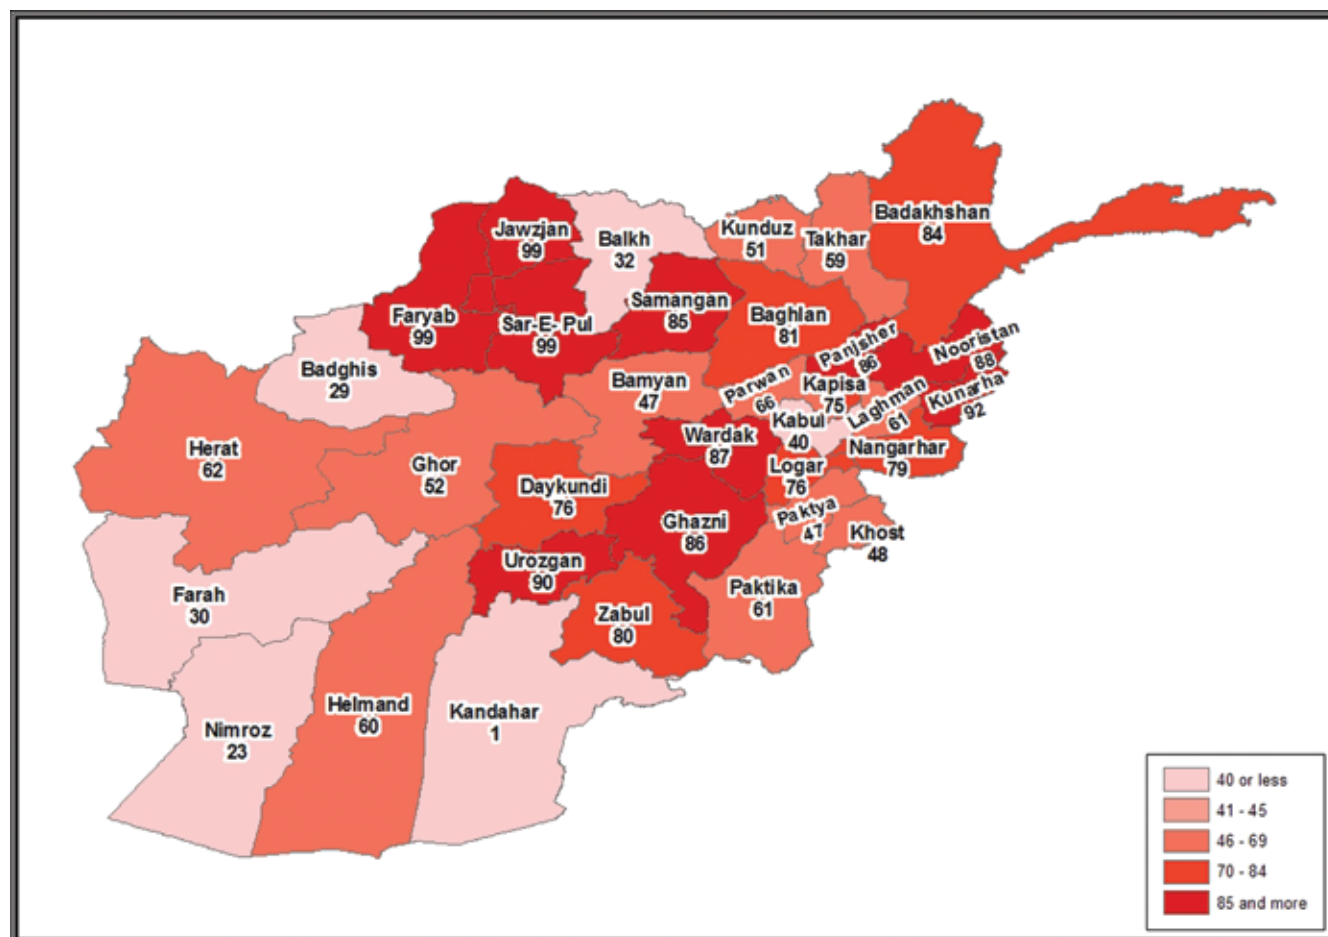 Badakhshan
84
Jawzjan
99
Balkh
32
Kunduz
51
Takhar
59
Faryab
99
Sar-E- Pul
99
Samangan
85
Baghlan
81
Panjsher
86
Nooristan
88
Badghis
29
Bamyan
47
Parwan
66
Kapisa
75
Laghman
61
Kunarha
92
Herat
62
Ghor
52
Wardak
87
Kabul
40
Nangarhar
79
Daykundi
76
Logar
76
Ghazni
86
Paktya
47
Khost
48
Urozgan
90
Farah
30
Zabul
80
Paktika
61
Nimroz
23
Helmand
60
Kandahar
1
40 or less
41 - 45
46 - 69
70 - 84
85 and more